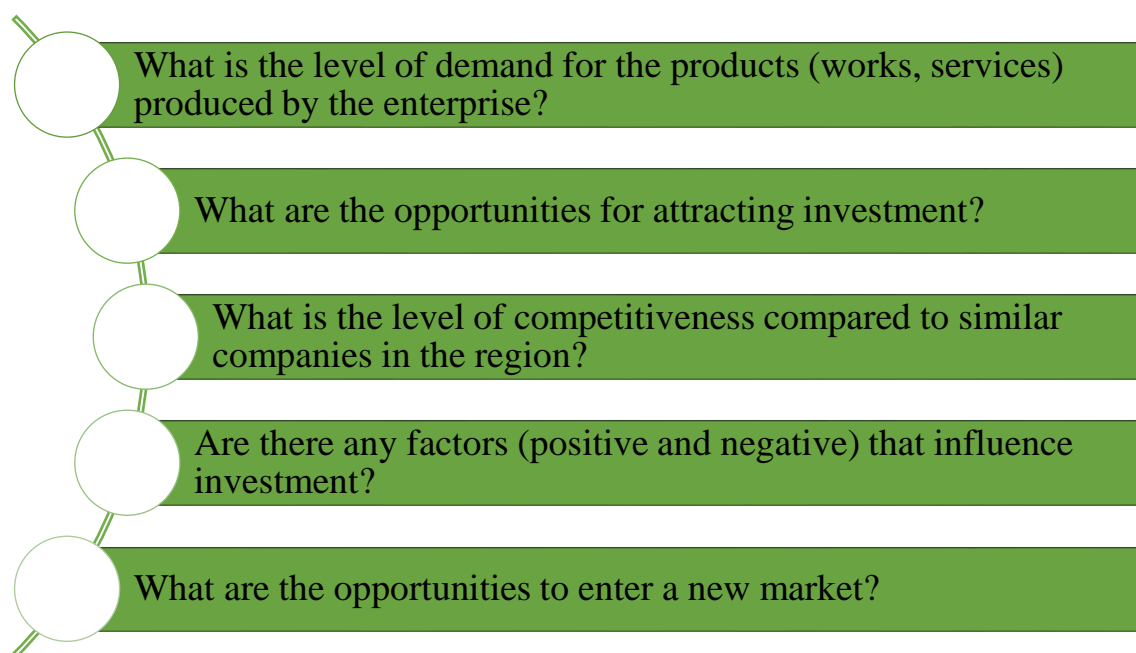 What is the level of demand for the products (works, services)
produced by the enterprise?
What are the opportunities for attracting investment?
What is the level of competitiveness compared to similar
companies in the region?
Are there any factors (positive and negative) that influence
investment?
What are the opportunities to enter a new market?